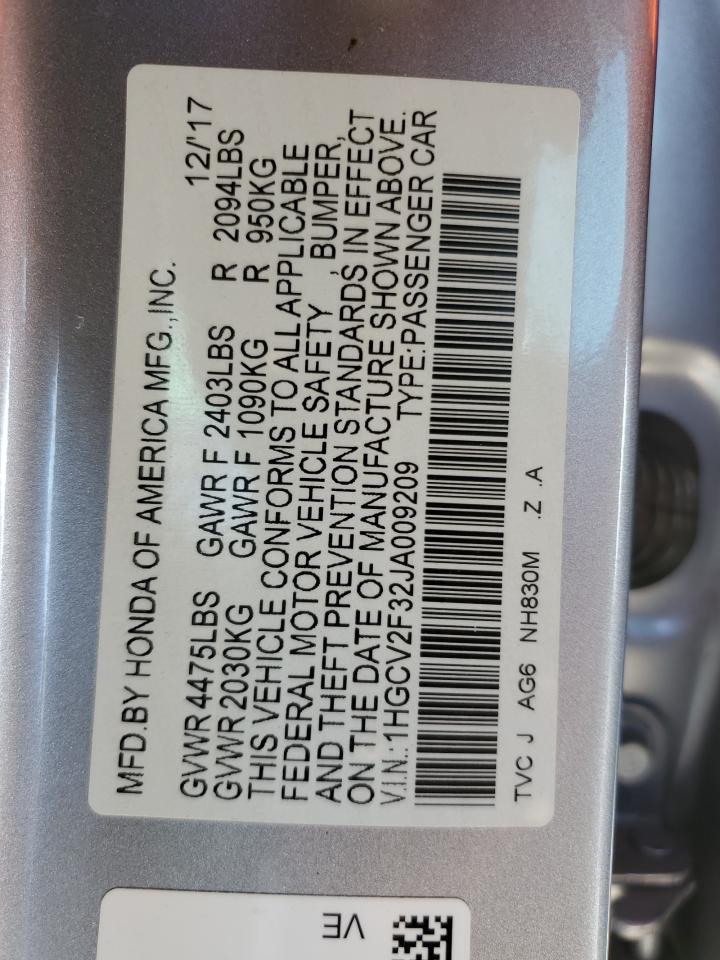 MFD.BY HONDA OF AMERICA MFG.,INC. 12/'17
GVWR 4475LBS GAWR F 2403LBS R 2094LBS
GVWR 2030KG GAWR F 1090KG R 950KG
THIS VEHICLE CONFORMS TO ALL APPLICABLE
FEDERAL MOTOR VEHICLE SAFETY , BUMPER,
AND THEFT PREVENTION STANDARDS IN EFFECT
ON THE DATE OF MANUFACTURE SHOWN ABOVE.
V.I.N.: 1HGCV2F32JA009209 TYPE:PASSENGER CAR
TVC J AG6 NH830M .Z .A
VE